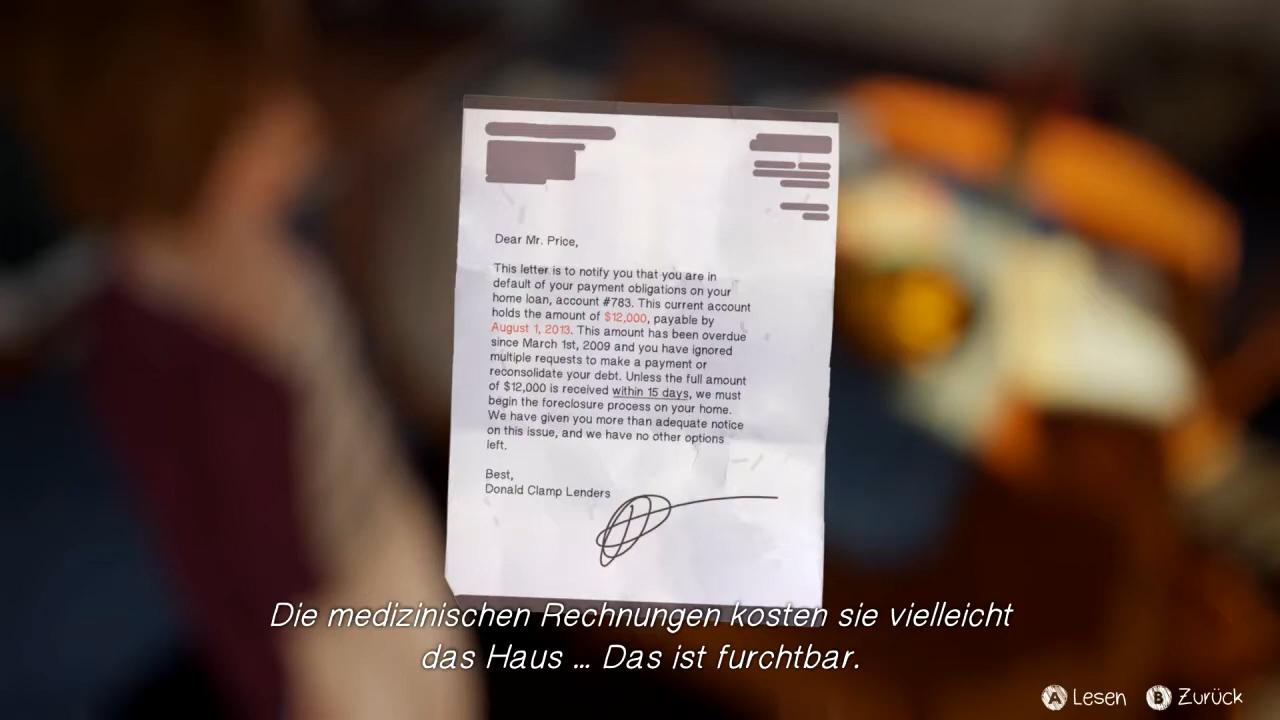 Dear Mr. Price,
This letter is to notify you that you are in
default of your payment obligations on your
home loan, account #783. This current account
holds the amount of $12,000, payable by
August 1, 2013. This amount has been overdue
since March 1st, 2009 and you have ignored
multiple requests to make a payment or
reconsolidate your debt. Unless the full amount
of $12,000 is received within 15 days, we must
begin the foreclosure process on your home.
We have given you more than adequate notice
on this issue, and we have no other options
left.
Best,
Donald Clamp Lenders
Die medizinischen Rechnungen kosten sie vielleicht
das Haus ... Das ist furchtbar.
A Lesen B Zurück